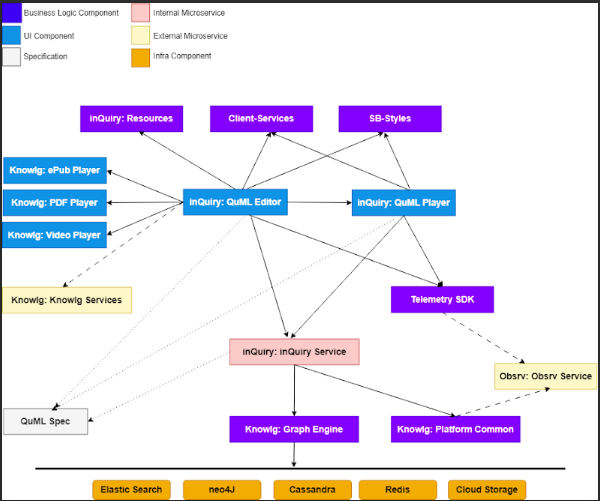 Business Logic Component
Internal Microservice
UI Component
External Microservice
Specification
Infra Component
inQuiry: Resources
Client-Services
SB-Styles
Knowlg: ePub Player
Knowlg: PDF Player
inQuiry: QuML Editor
inQuiry: QuML Player
Knowlg: Video Player
Knowlg: Knowlg Services
Telemetry SDK
inQuiry: inQuiry Service
Obsrv: Obsrv Service
QuML Spec
Knowlg: Graph Engine
Knowlg: Platform Common
Elastic Search
neo4J
Cassandra
Redis
Cloud Storage